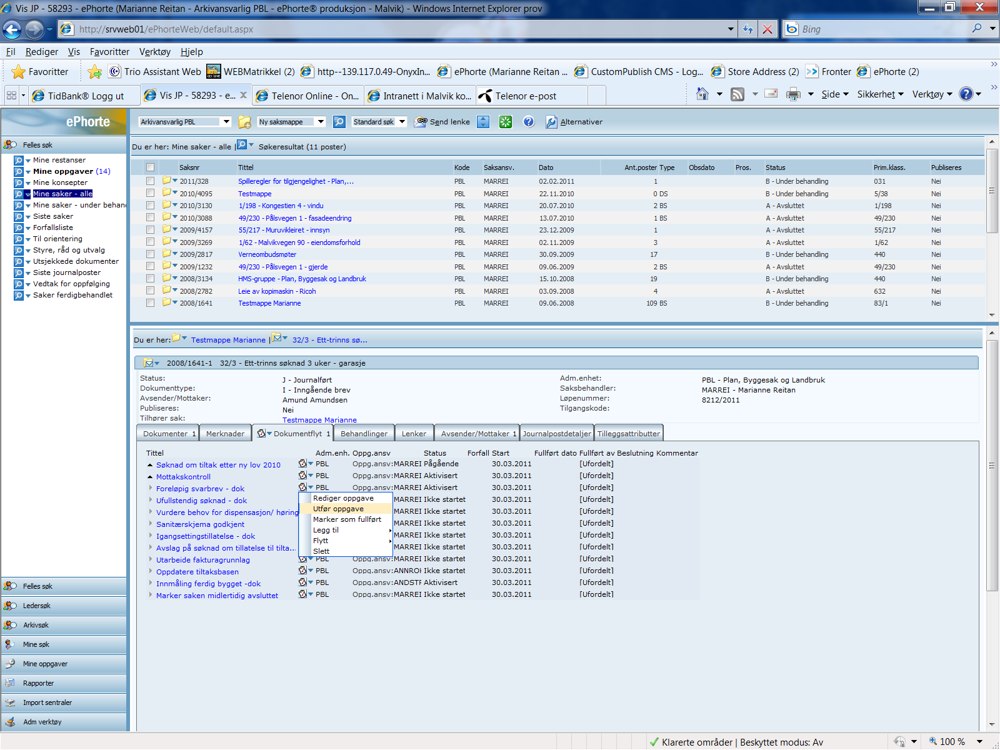 Vis JP - 58293 - ePhorte (Marianne Reitan - Arkivansvarlig PBL - ePhorte® produksjon - Malvik) - Windows Internet Explorer prov
http://srvweb01/ePhorteWeb/default.aspx
Bing
Fil Rediger Vis Favoritter Verktøy Hjelp
Favoritter Trio Assistant Web WEBMatrikkel (2) http--139.117.0.49-OnyxIn... ePhorte (Marianne Reitan ... CustomPublish CMS - Log... Store Address (2) Fronter ePhorte (2)
TidBank® Logg ut Vis JP - 58293 - e... Telenor Online - On... Intranett i Malvik ko... Telenor e-post Side Sikkerhet Verktøy
ePhorte Arkivansvarlig PBL Ny saksmappe Standard søk Send lenke Alternativer
Felles søk
Mine restanser
Mine oppgaver (14)
Mine konsepter
Mine saker - alle
Mine saker - under behan
Siste saker
Forfallsliste
Til orientering
Styre, råd og utvalg
Utsjekkede dokumenter
Siste journalposter
Vedtak for oppfølging
Saker ferdigbehandlet
Felles søk
Ledersøk
Arkivsøk
Mine søk
Mine oppgaver
Rapporter
Import sentraler
Adm verktøy
Du er her: Mine saker - alle | Søkeresultat (11 poster)
Saksnr Tittel Kode Saksansv. Dato Ant.poster Type Obsdato Pros. Status Prim.klass. Publiseres
2011/328 Spilleregler for tilgjengelighet - Plan,... PBL MARREI 02.02.2011 1 B - Under behandling 031 Nei
2010/4095 Testmappe PBL MARREI 22.11.2010 0 DS B - Under behandling 5/38 Nei
2010/3130 1/198 - Kongestien 4 - vindu PBL MARREI 20.07.2010 2 BS A - Avsluttet 1/198 Nei
2010/3088 49/230 - Pålsvegen 1 - fasadeendring PBL MARREI 13.07.2010 1 BS A - Avsluttet 49/230 Nei
2009/4157 55/217 - Muruvikleiret - innsyn PBL MARREI 23.12.2009 1 A - Avsluttet 55/217 Nei
2009/3269 1/62 - Malvikvegen 90 - eiendomsforhold PBL MARREI 02.11.2009 3 A - Avsluttet 1/62 Nei
2009/2817 Verneombudsmøter PBL MARREI 30.09.2009 17 B - Under behandling 440 Nei
2009/1232 49/230 - Pålsvegen 1 - gjerde PBL MARREI 09.06.2009 2 BS A - Avsluttet 49/230 Nei
2008/3134 HMS-gruppe - Plan, Byggesak og Landbruk PBL MARREI 15.10.2008 19 B - Under behandling 440 Nei
2008/2782 Leie av kopimaskin - Ricoh PBL MARREI 03.09.2008 4 A - Avsluttet 632 Nei
2008/1641 Testmappe Marianne PBL MARREI 09.06.2008 109 BS B - Under behandling 83/1 Nei
Du er her: Testmappe Marianne | 32/3 - Ett-trinns sø...
2008/1641-1 32/3 - Ett-trinns søknad 3 uker - garasje
Status: J - Journalført Adm.enhet: PBL - Plan, Byggesak og Landbruk
Dokumenttype: I - Inngående brev Saksbehandler: MARREI - Marianne Reitan
Avsender/Mottaker: Amund Amundsen Løpenummer: 8212/2011
Publiseres: Nei Tilgangskode:
Tilhører sak: Testmappe Marianne
Dokumenter 1 Merknader Dokumentflyt 1 Behandlinger Lenker Avsender/Mottaker 1 Journalpostdetaljer Tilleggsattributter
Tittel Adm.enh. Oppg.ansv Status Forfall Start Fullført dato Fullført av Beslutning Kommentar
Søknad om tiltak etter ny lov 2010 PBL Oppg.ansv:MARREI Pågående 30.03.2011 [Ufordelt]
Mottakskontroll PBL Oppg.ansv:MARREI Aktivisert 30.03.2011 [Ufordelt]
Foreløpig svarbrev - dok PBL Oppg.ansv:MARREI Aktivisert 30.03.2011 [Ufordelt]
Ufullstendig søknad - dok MARREI Ikke startet 30.03.2011 [Ufordelt]
Vurdere behov for dispensasjon/ høring MARREI Ikke startet 30.03.2011 [Ufordelt]
Sanitærskjema godkjent MARREI Ikke startet 30.03.2011 [Ufordelt]
Igangsettingstillatelse - dok MARREI Ikke startet 30.03.2011 [Ufordelt]
Avslag på søknad om tillatelse til tilta... MARREI Ikke startet 30.03.2011 [Ufordelt]
Utarbeide fakturagrunnlag PBL Oppg.ansv:MARREI Ikke startet 30.03.2011 [Ufordelt]
Oppdatere tiltaksbasen PBL Oppg.ansv:ANNROI Ikke startet 30.03.2011 [Ufordelt]
Innmåling ferdig bygget -dok PBL Oppg.ansv:ANDSTF Aktivisert 30.03.2011 [Ufordelt]
Marker saken midlertidig avsluttet PBL Oppg.ansv:MARREI Ikke startet 30.03.2011 [Ufordelt]
Rediger oppgave
Utfør oppgave
Marker som fullført
Legg til
Flytt
Slett
Klarerte områder | Beskyttet modus: Av 100 %